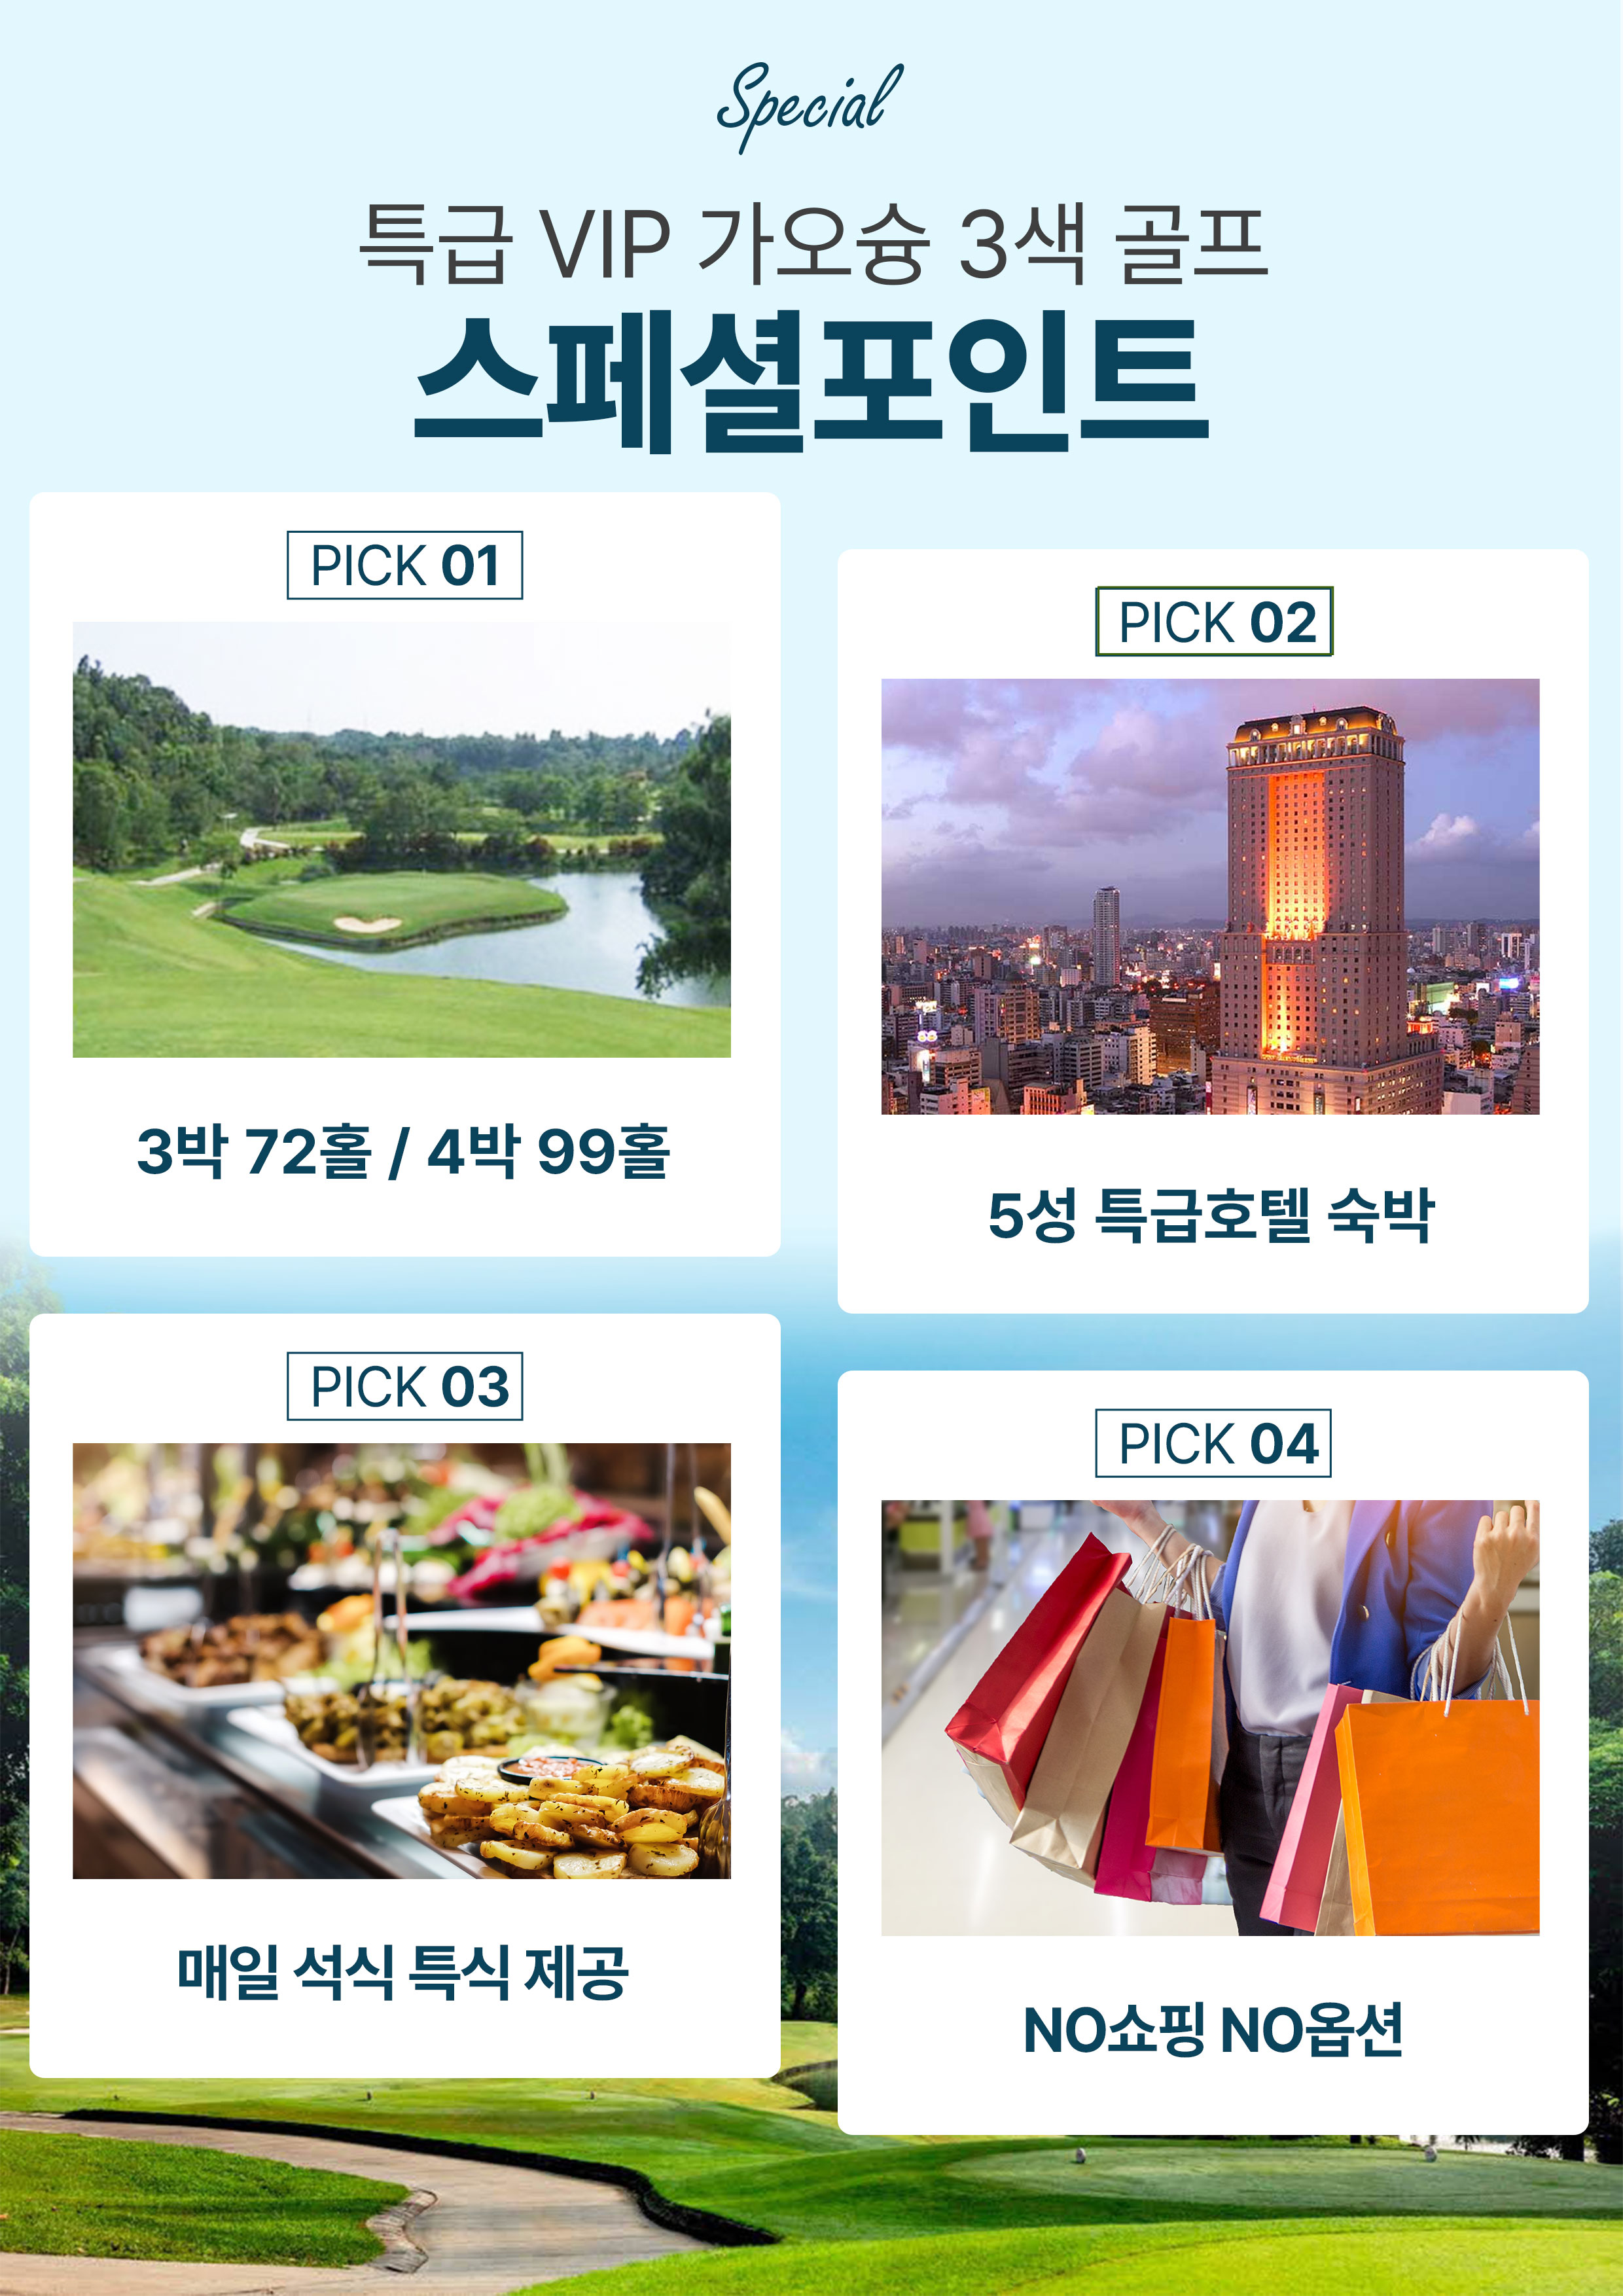 Special
특급 VIP 가오슝 3색 골프
스페셜포인트
PICK 01
3박 72홀 / 4박 99홀
PICK 02
5성 특급호텔 숙박
PICK 03
매일 석식 특식 제공
PICK 04
NO쇼핑 NO옵션